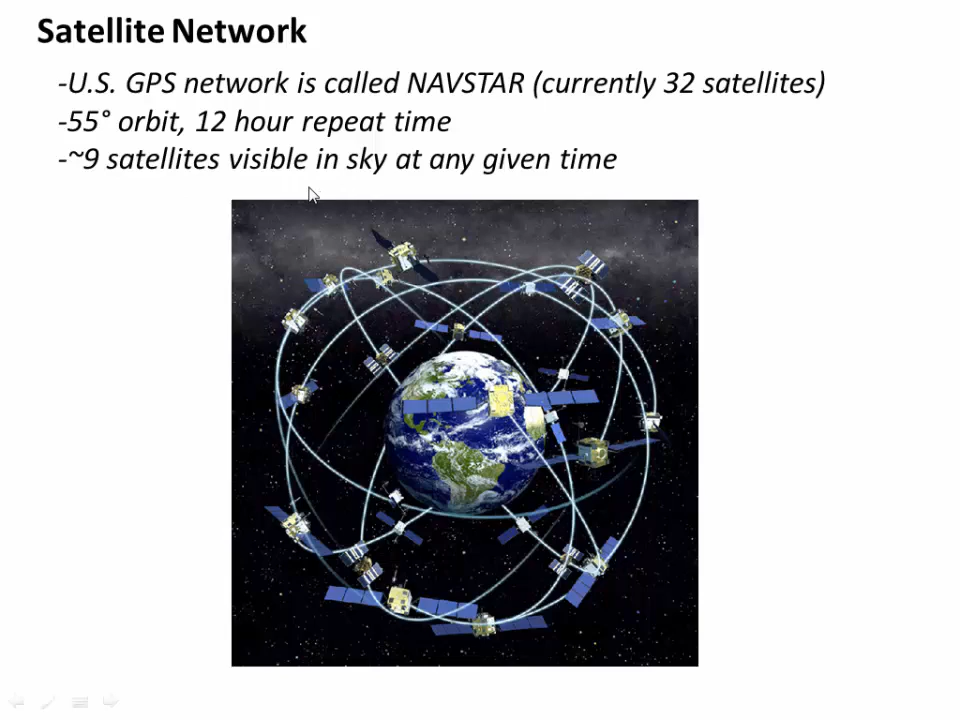 Satellite Network
-U.S. GPS network is called NAVSTAR (currently 32 satellites)
-55° orbit, 12 hour repeat time
-~9 satellites visible in sky at any given time